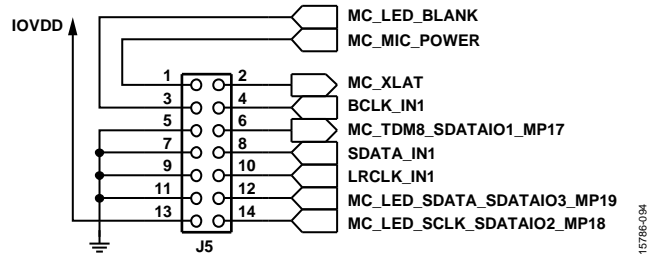 MC_LED_BLANK
IOVDD
MC_MIC_POWER
1 2 MC_XLAT
3 4 BCLK_IN1
5 6 MC_TDM8_SDATAIO1_MP17
7 8 SDATA_IN1
9 10 LRCLK_IN1
11 12 MC_LED_SDATA_SDATAIO3_MP19
13 14 MC_LED_SCLK_SDATAIO2_MP18
J5
15786-094